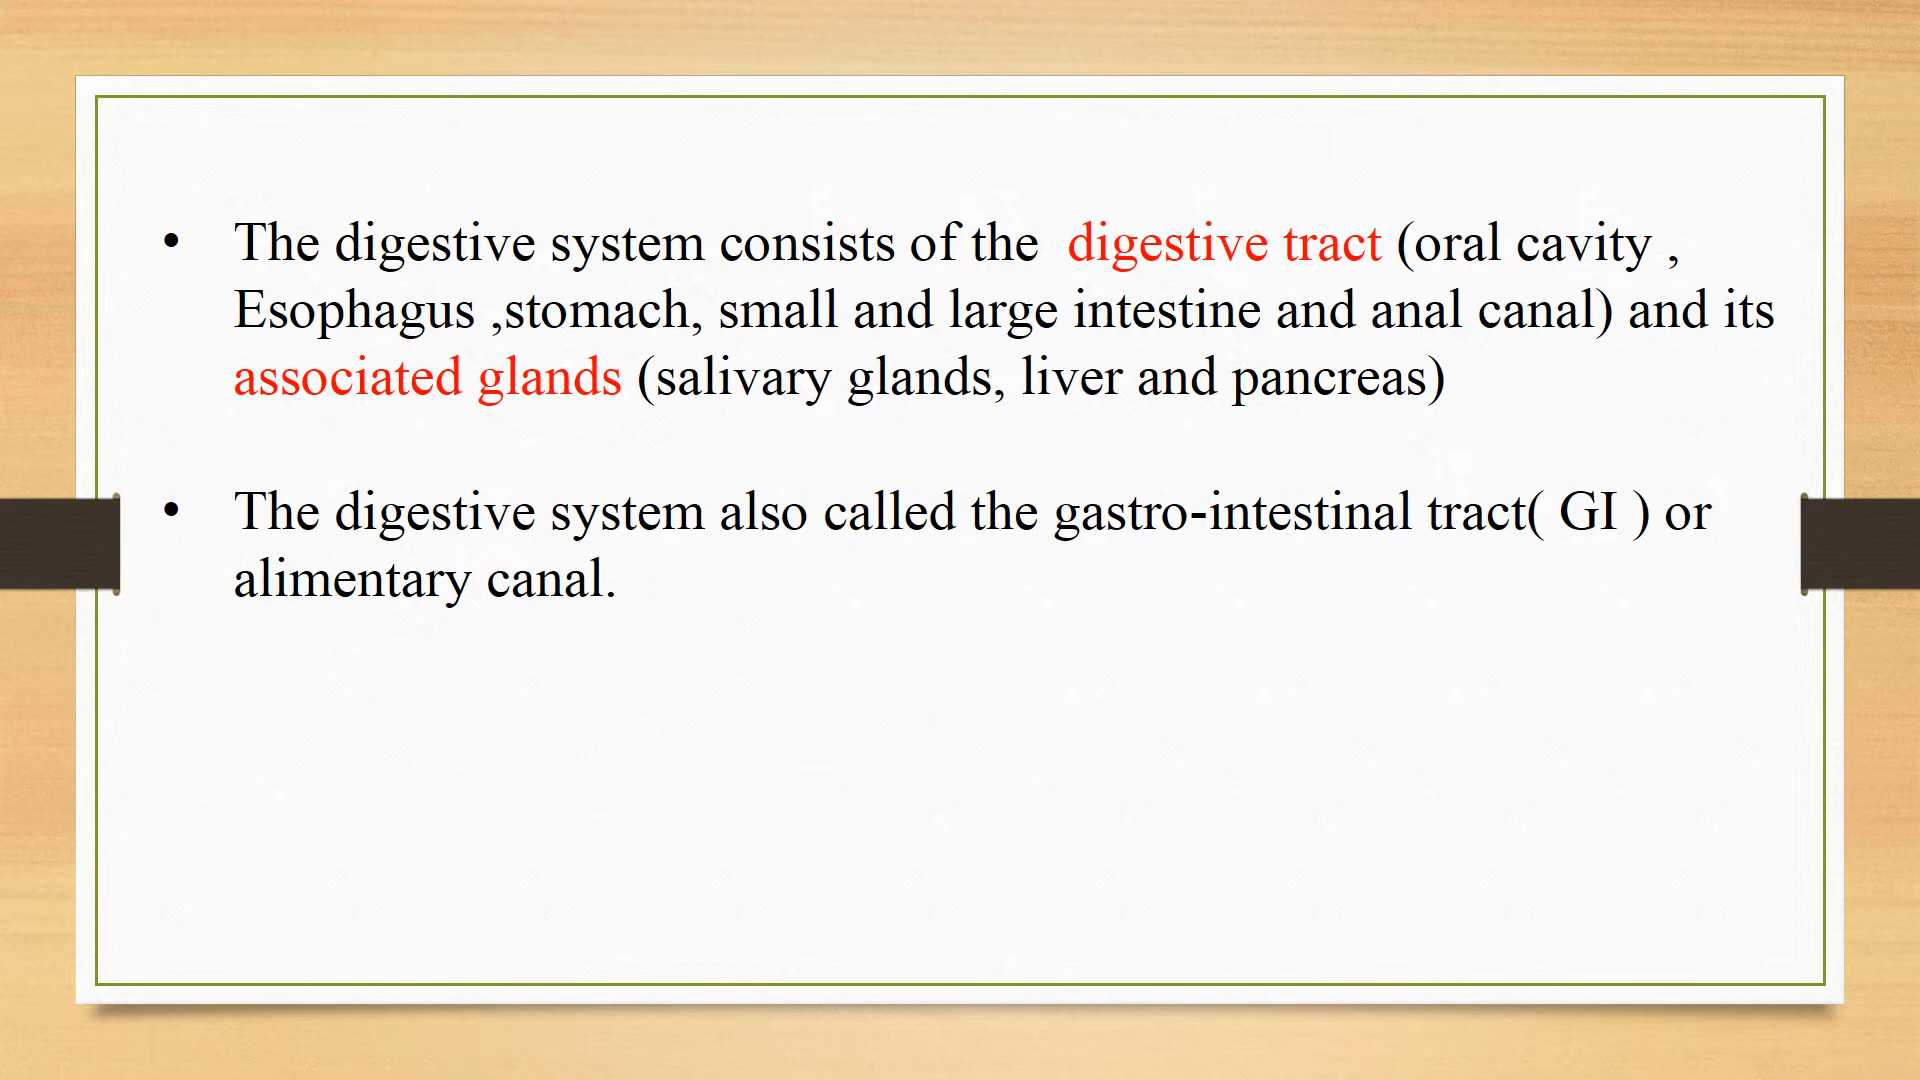 • The digestive system consists of the  digestive tract (oral cavity ,
Esophagus ,stomach, small and large intestine and anal canal) and its
associated glands (salivary glands, liver and pancreas)
• The digestive system also called the gastro-intestinal tract( GI ) or
alimentary canal.